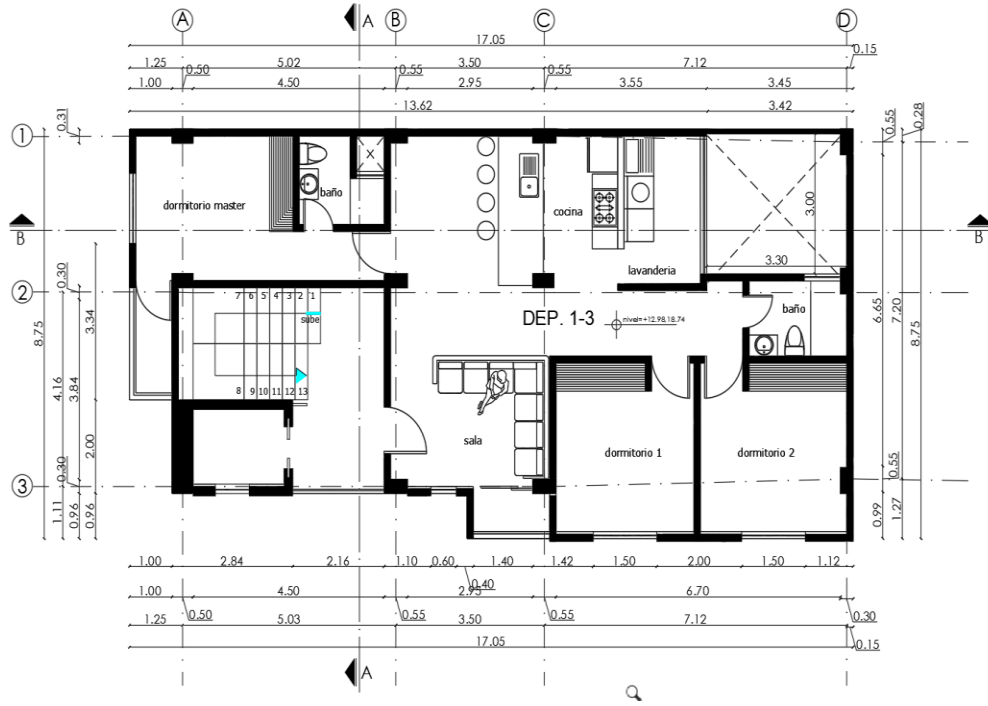 A A B C D
17.05
0.15
1.25 5.02 3.50 7.12
0.50 0.55 0.55
1.00 4.50 2.95 3.55 3.45
13.62 3.42
0.31 0.55 0.28
1
baño
dormitorio master
cocina
3.00
B B
3.30
lavanderia
0.30
2
7 6 5 4 3 2 1
sube
DEP. 1-3
nivel=+12.98,18.74
baño
8.75 3.34 6.65 7.20 8.75
4.16 3.84
8 9 10 11 12 13
2.00
sala
dormitorio 1
dormitorio 2
0.30 0.55
3
1.11 0.96 0.96 0.99 1.27
1.00 2.84 2.16 1.10 0.60 1.40 1.42 1.50 2.00 1.50 1.12
0.40
1.00 4.50 2.95 6.70
0.50 0.55 0.55 0.30
1.25 5.03 3.50 7.12
0.15
17.05
A